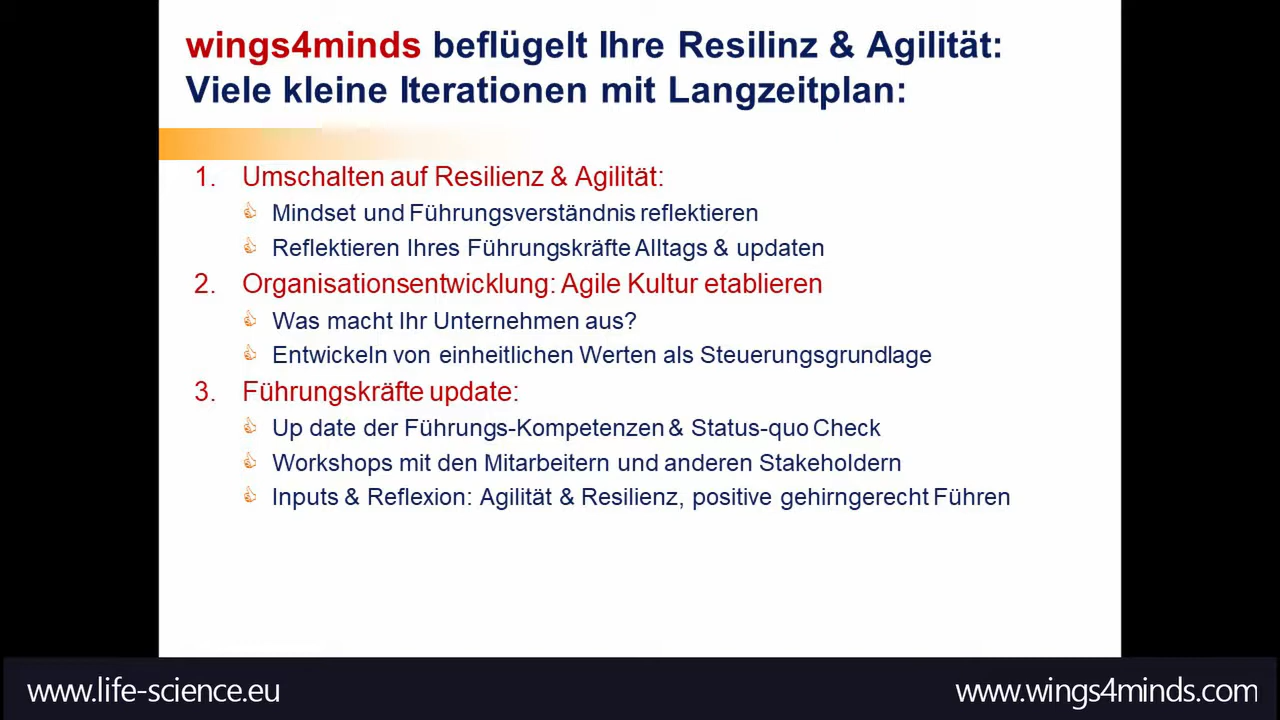 wings4minds beflügelt Ihre Resilinz & Agilität:
Viele kleine Iterationen mit Langzeitplan:
1. Umschalten auf Resilienz & Agilität:
Mindset und Führungsverständnis reflektieren
Reflektieren Ihres Führungskräfte Alltags & updaten
2. Organisationsentwicklung: Agile Kultur etablieren
Was macht Ihr Unternehmen aus?
Entwickeln von einheitlichen Werten als Steuerungsgrundlage
3. Führungskräfte update:
Up date der Führungs-Kompetenzen & Status-quo Check
Workshops mit den Mitarbeitern und anderen Stakeholdern
Inputs & Reflexion: Agilität & Resilienz, positive gehirngerecht Führen
www.life-science.eu
www.wings4minds.com